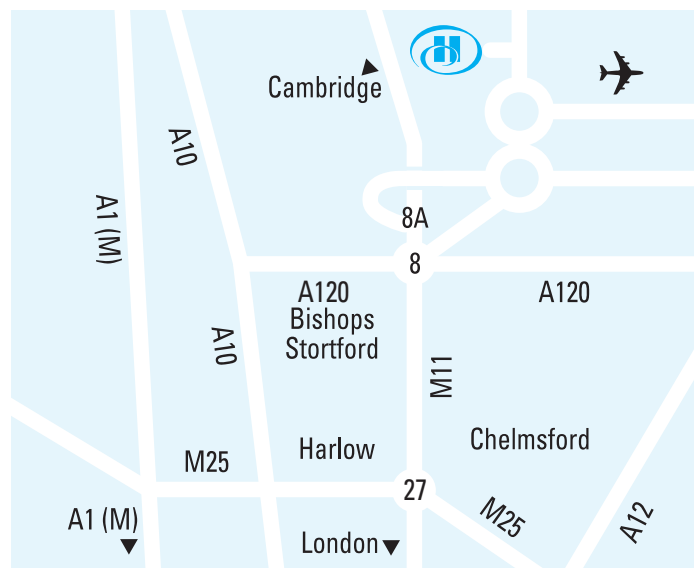 Cambridge
A10
A1 (M)
8A
8
A120
A120
Bishops
Stortford
A10
M11
Chelmsford
Harlow
M25
27
A1 (M)
M25
A12
London